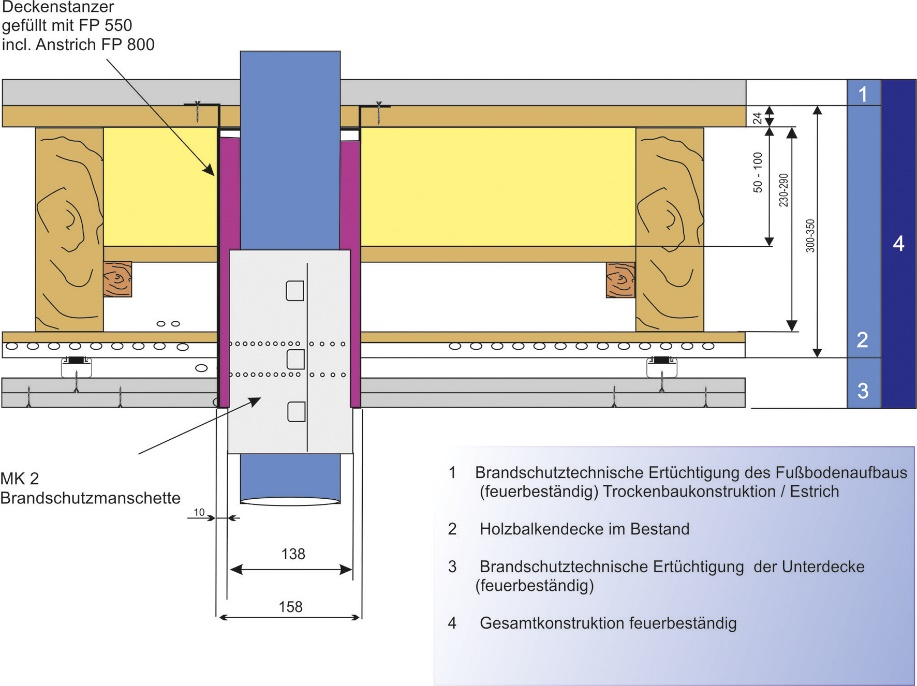 Deckenstanzer
gefüllt mit FP 550
incl. Anstrich FP 800
1
24
50 - 100
230-290
300-350
4
2
3
MK 2
Brandschutzmanschette
10
138
158
1 Brandschutztechnische Ertüchtigung des Fußbodenaufbaus
(feuerbeständig) Trockenbaukonstruktion / Estrich
2 Holzbalkendecke im Bestand
3 Brandschutztechnische Ertüchtigung der Unterdecke
(feuerbeständig)
4 Gesamtkonstruktion feuerbeständig